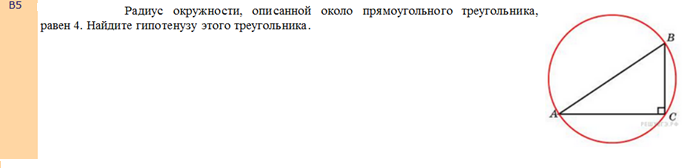 B5
Радиус окружности, описанной около прямоугольного треугольника,
равен 4. Найдите гипотенузу этого треугольника.
B
A
C